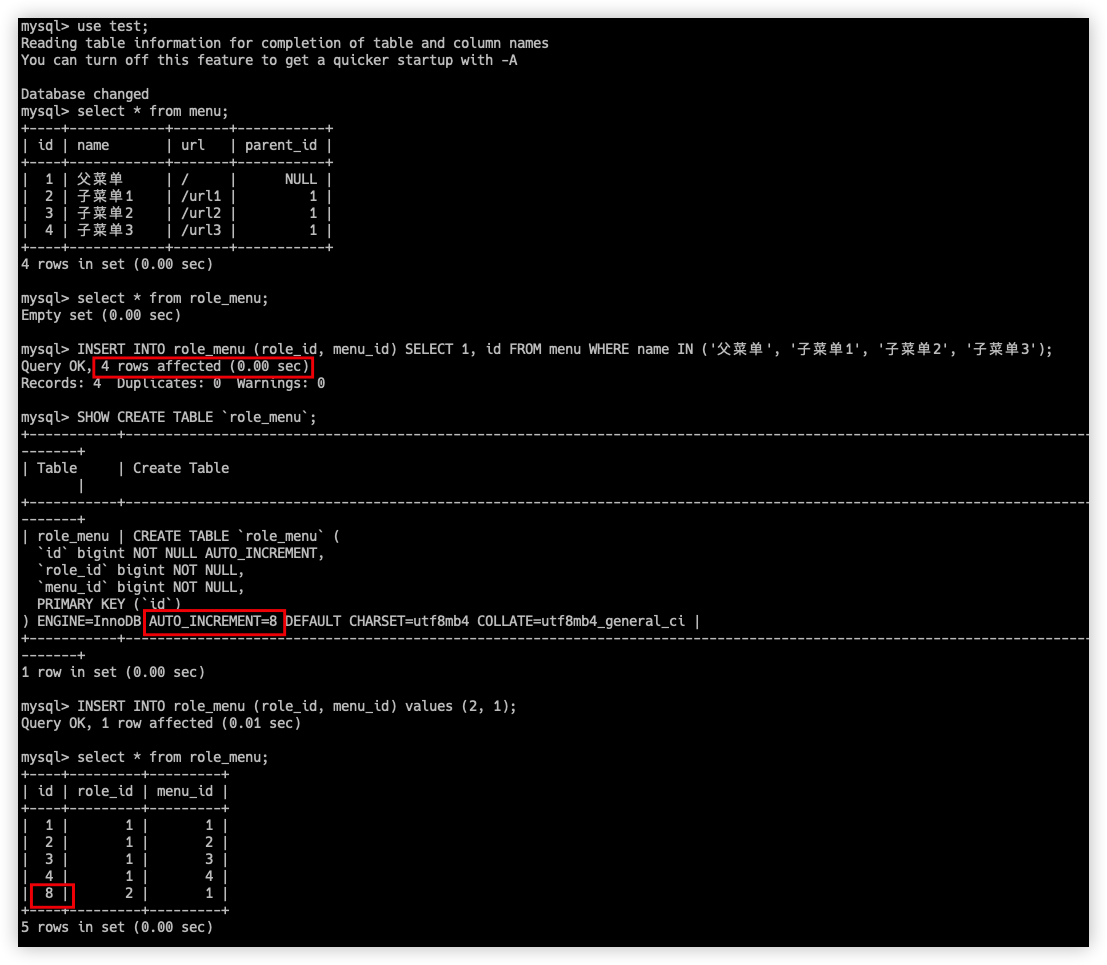 mysql> use test;
Reading table information for completion of table and column names
You can turn off this feature to get a quicker startup with -A
Database changed
mysql> select * from menu;
+----+------------+-------+-----------+
| id | name       | url   | parent_id |
+----+------------+-------+-----------+
|  1 | 父菜单     | /     |      NULL |
|  2 | 子菜单1    | /url1 |         1 |
|  3 | 子菜单2    | /url2 |         1 |
|  4 | 子菜单3    | /url3 |         1 |
+----+------------+-------+-----------+
4 rows in set (0.00 sec)
mysql> select * from role_menu;
Empty set (0.00 sec)
mysql> INSERT INTO role_menu (role_id, menu_id) SELECT 1, id FROM menu WHERE name IN ('父菜单', '子菜单1', '子菜单2', '子菜单3');
Query OK, 4 rows affected (0.00 sec)
Records: 4  Duplicates: 0  Warnings: 0
mysql> SHOW CREATE TABLE `role_menu`;
+-----------+------------------------------------------------------------------------------------------------------------------------
-------+
| Table     | Create Table
       |
+-----------+------------------------------------------------------------------------------------------------------------------------
-------+
| role_menu | CREATE TABLE `role_menu` (
  `id` bigint NOT NULL AUTO_INCREMENT,
  `role_id` bigint NOT NULL,
  `menu_id` bigint NOT NULL,
  PRIMARY KEY (`id`)
) ENGINE=InnoDB AUTO_INCREMENT=8 DEFAULT CHARSET=utf8mb4 COLLATE=utf8mb4_general_ci |
+-----------+------------------------------------------------------------------------------------------------------------------------
-------+
1 row in set (0.00 sec)
mysql> INSERT INTO role_menu (role_id, menu_id) values (2, 1);
Query OK, 1 row affected (0.01 sec)
mysql> select * from role_menu;
+----+---------+---------+
| id | role_id | menu_id |
+----+---------+---------+
|  1 |       1 |       1 |
|  2 |       1 |       2 |
|  3 |       1 |       3 |
|  4 |       1 |       4 |
|  8 |       2 |       1 |
+----+---------+---------+
5 rows in set (0.00 sec)